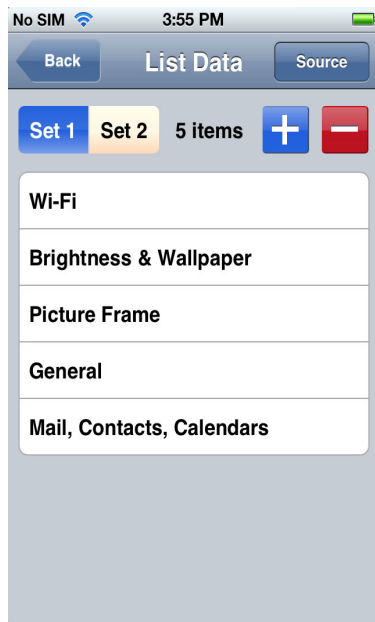 No SIM 3:55 PM
Back List Data Source
Set 1 Set 2 5 items + −
Wi-Fi
Brightness & Wallpaper
Picture Frame
General
Mail, Contacts, Calendars